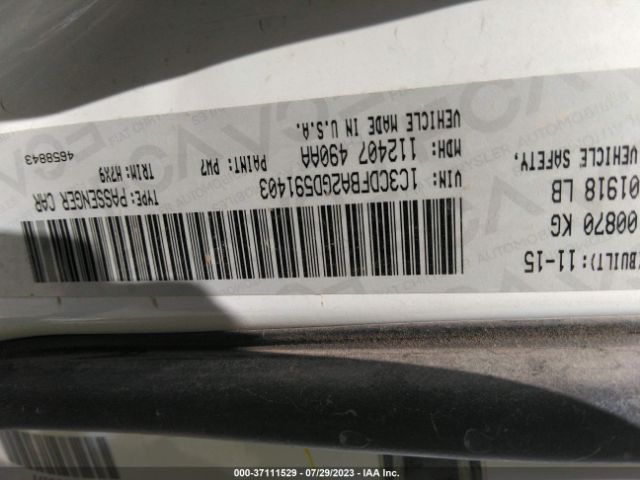 (BUILT): 11-15
00870 KG
01918 LB
VEHICLE SAFETY.
VIN: 1C3CDFBA2GD591403
TYPE: PASSENGER CAR
PAINT: PW7
TRIM: H7X9
MDH: 112407 490AA
VEHICLE MADE IN U.S.A.
4658843
000-37111529 - 07/29/2023 - IAA Inc.